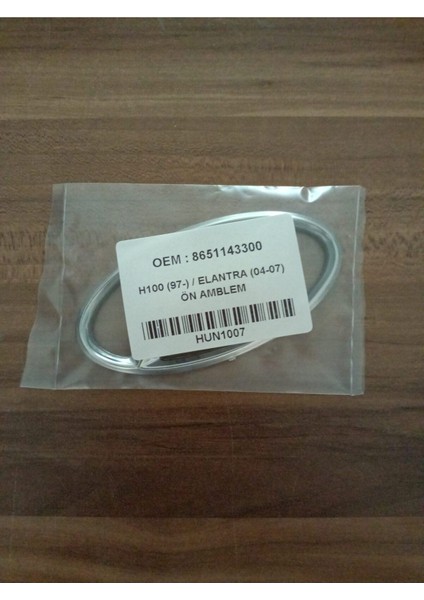 OEM : 8651143300
H100 (97-) / ELANTRA (04-07)
ÖN AMBLEM
HUN1007